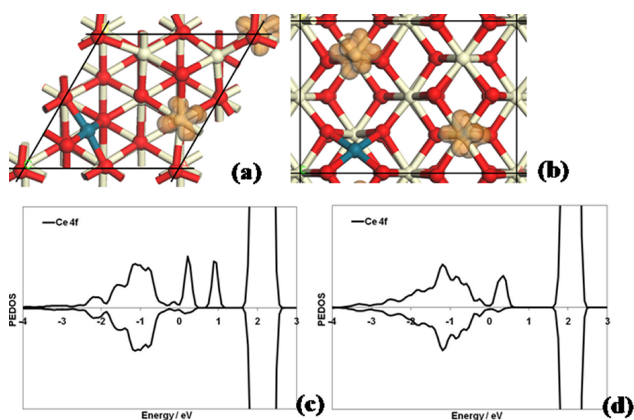 (a)
(b)
Ce 4f
PEDOS
-4 -3 -2 -1 0 1 2 3
Energy / eV
(c)
Ce 4f
PEDOS
-4 -3 -2 -1 0 1 2 3
Energy / eV
(d)